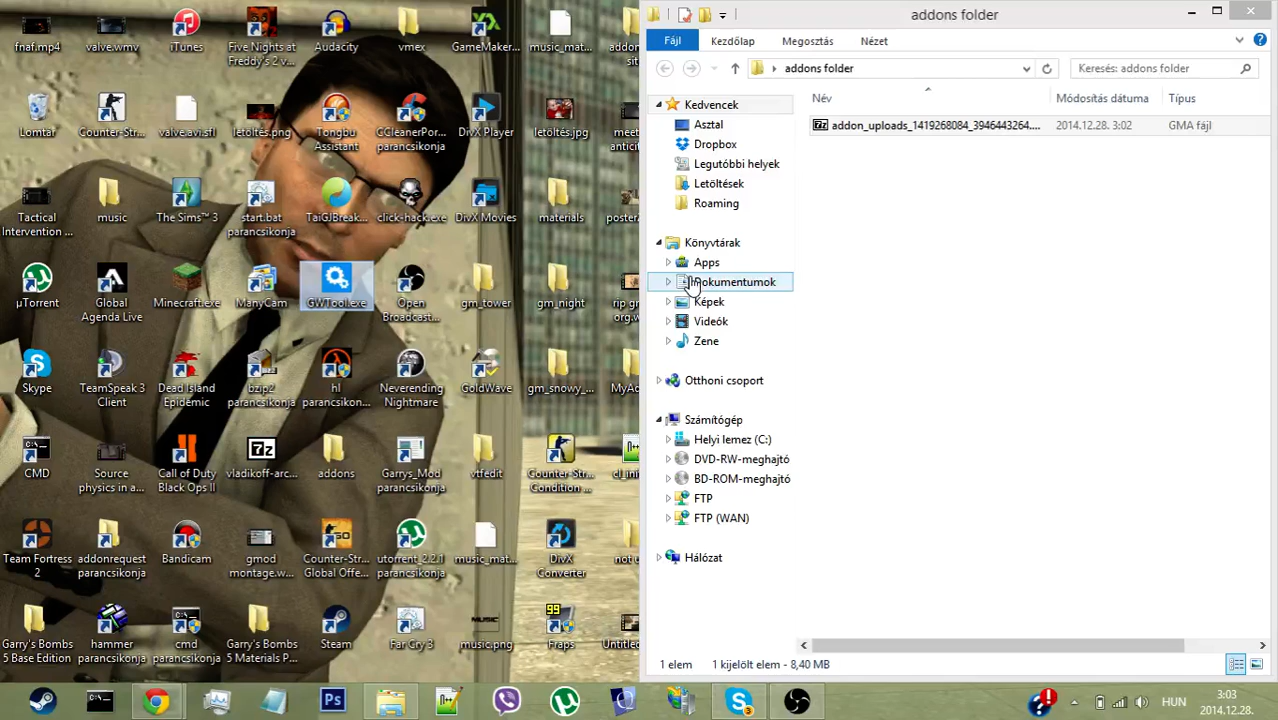 fnaf.mp4
valve.wmv
iTunes
Five Nights at
Freddy's 2 v...
Audacity
vmex
GameMaker...
music_mat...
Lomtár
Counter-Str...
valve.avi.sfl
letöltés.png
Tongbu
Assistant
CCleanerPor...
parancsikonja
DivX Player
letöltés.jpg
Tactical
Intervention ...
music
The Sims™ 3
start.bat
parancsikonja
TaiGJBreak...
click-hack.exe
DivX Movies
materials
µTorrent
Global
Agenda Live
Minecraft.exe
ManyCam
GWTool.exe
Open
Broadcast...
gm_tower
gm_night
Skype
TeamSpeak 3
Client
Dead Island
Epidemic
bzip2
parancsikonja
hl
parancsikon...
Neverending
Nightmare
GoldWave
gm_snowy_...
CMD
Source
physics in a...
Call of Duty
Black Ops II
7z
vladikoff-arc...
addons
Garrys_Mod
parancsikonja
vtfedit
Counter-Str...
Condition ...
Team Fortress
2
addonrequest
parancsikonja
Bandicam
gmod
montage.w...
Counter-Str...
Global Offe...
utorrent_2.2.1
parancsikonja
music_mat...
DivX
Converter
Garry's Bombs
5 Base Edition
hammer
parancsikonja
cmd
parancsikonja
Garry's Bombs
5 Materials P...
Steam
Far Cry 3
MUSIC
music.png
99
Fraps
addons folder
Fájl
Kezdőlap
Megosztás
Nézet
addons folder
Keresés: addons folder
Kedvencek
Asztal
Dropbox
Legutóbbi helyek
Letöltések
Roaming
Könyvtárak
Apps
Dokumentumok
Képek
Videók
Zene
Otthoni csoport
Számítógép
Helyi lemez (C:)
DVD-RW-meghajtó
BD-ROM-meghajtó
FTP
FTP (WAN)
Hálózat
Név
Módosítás dátuma
Típus
7z
addon_uploads_1419268084_3946443264....
2014.12.28. 3:02
GMA fájl
1 elem
1 kijelölt elem - 8,40 MB
Ps
3
HUN
3:03
2014.12.28.